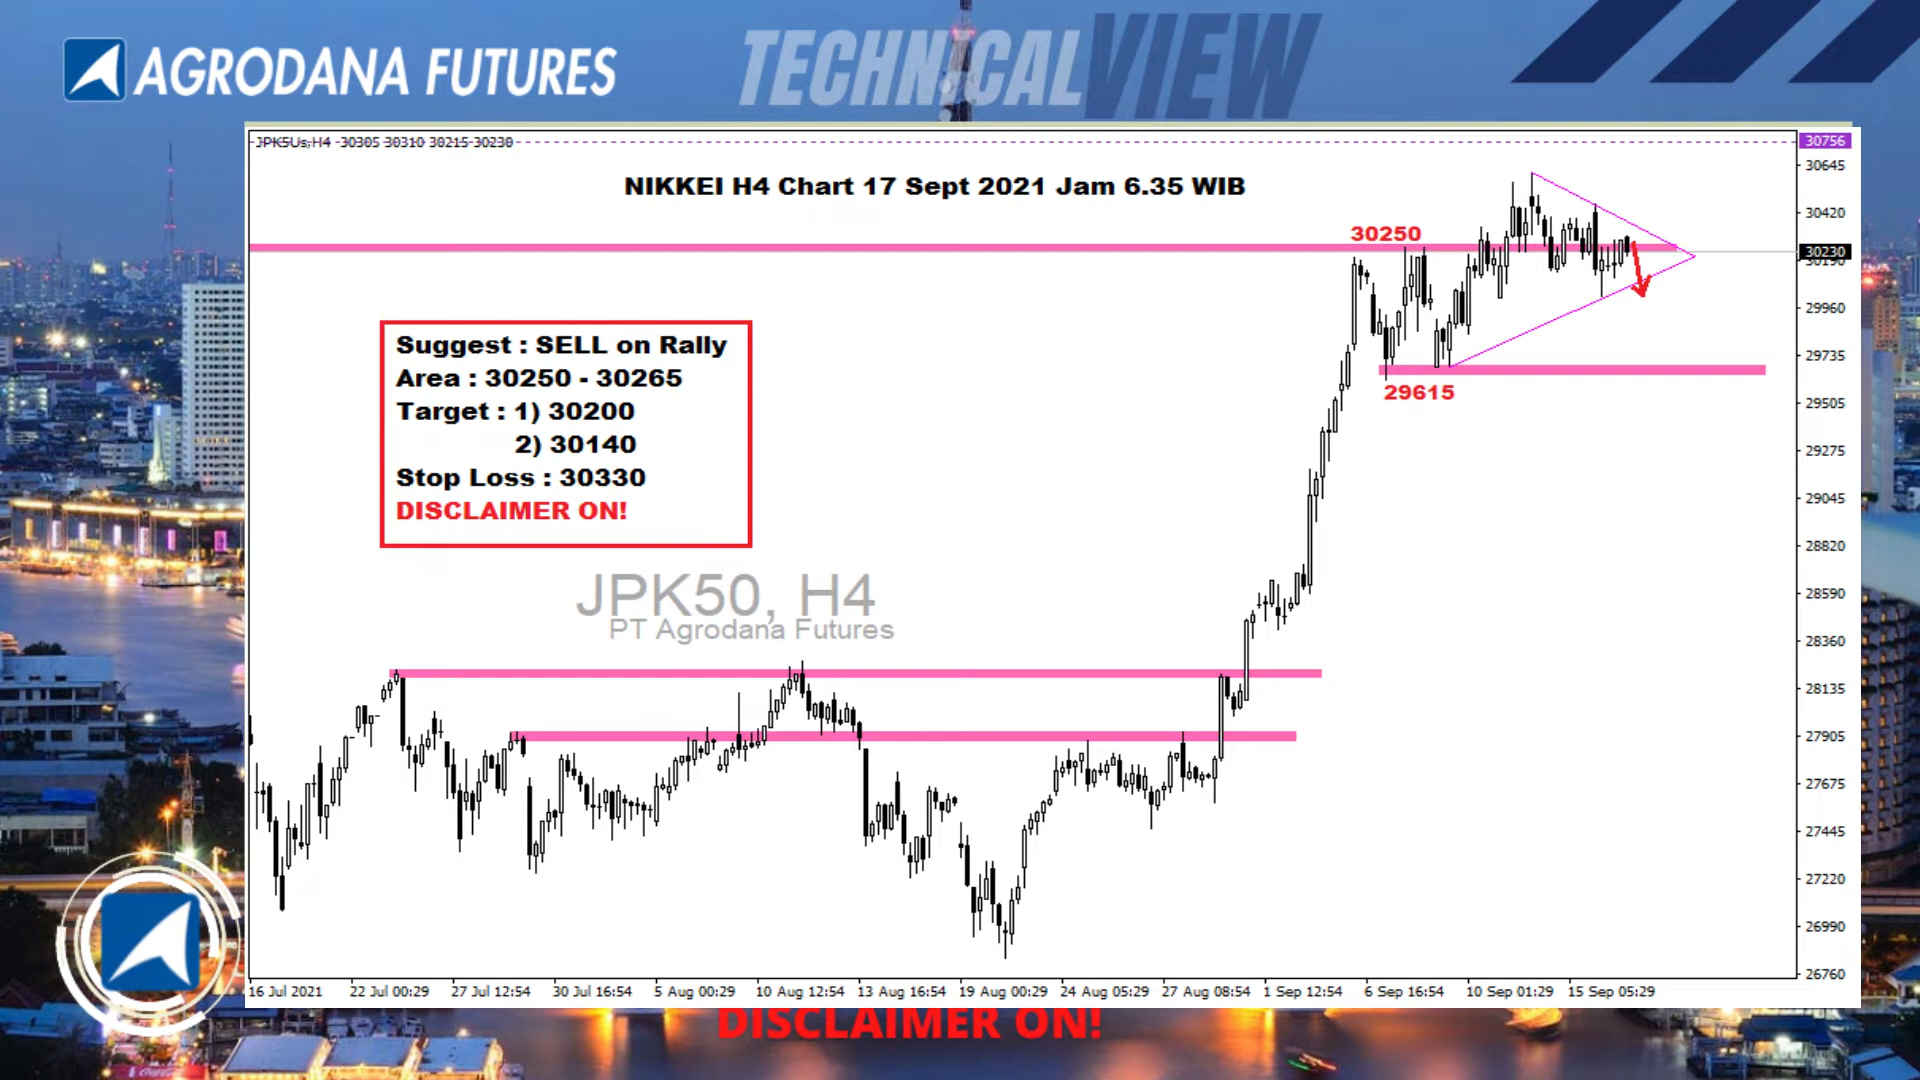 AGRODANA FUTURES
TECHNICAL VIEW
JPK5Us,H4 30305 30310 30215 30230
NIKKEI H4 Chart 17 Sept 2021 Jam 6.35 WIB
30756
30645
30420
30230
30190
29960
29735
29505
29275
29045
28820
28590
28360
28135
27905
27675
27445
27220
26990
26760
30250
29615
Suggest : SELL on Rally
Area : 30250 - 30265
Target : 1) 30200
2) 30140
Stop Loss : 30330
DISCLAIMER ON!
JPK50, H4
PT Agrodana Futures
16 Jul 2021 22 Jul 00:29 27 Jul 12:54 30 Jul 16:54 5 Aug 00:29 10 Aug 12:54 13 Aug 16:54 19 Aug 00:29 24 Aug 05:29 27 Aug 08:54 1 Sep 12:54 6 Sep 16:54 10 Sep 01:29 15 Sep 05:29
DISCLAIMER ON!